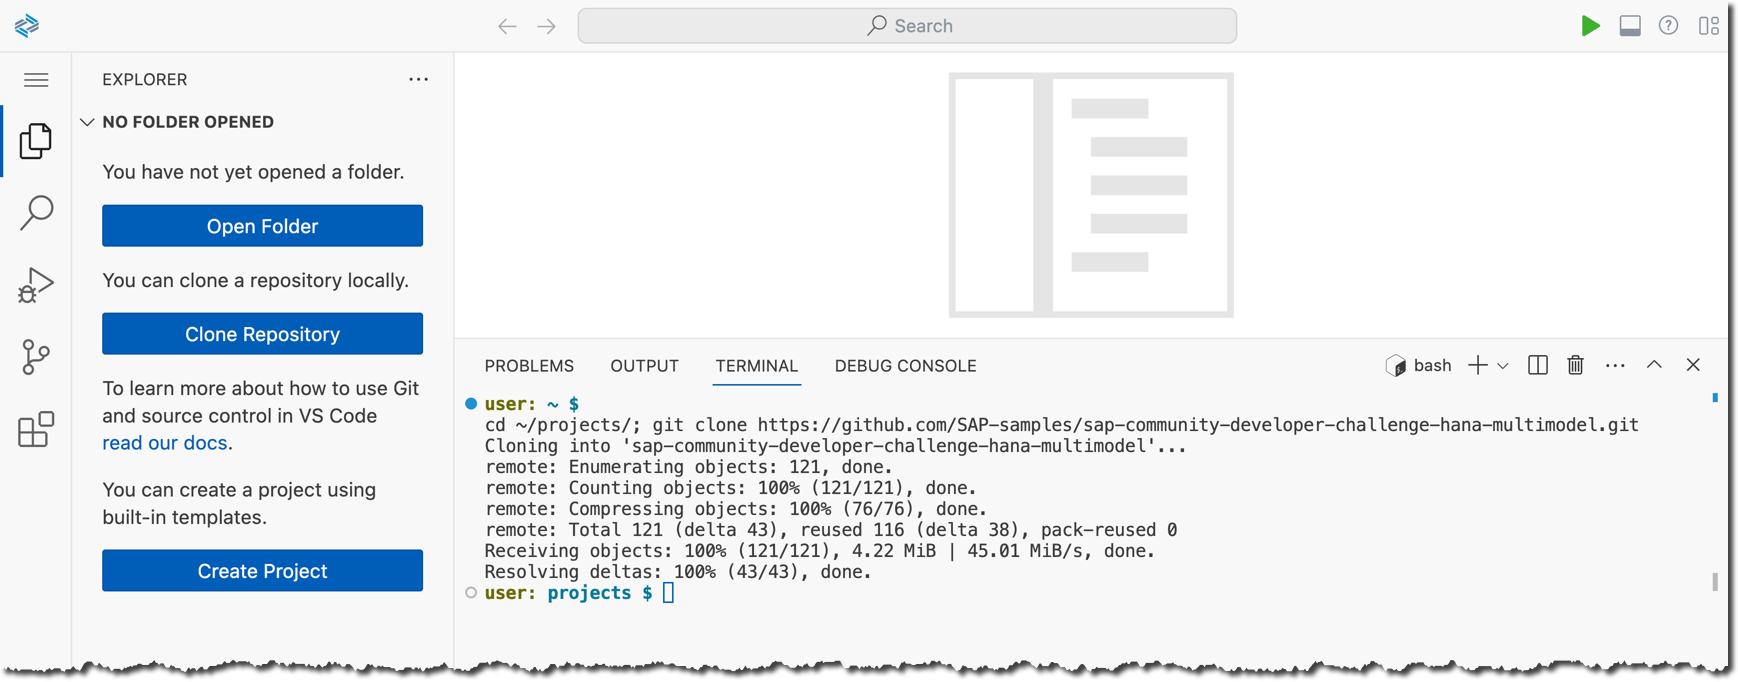 Search
EXPLORER
NO FOLDER OPENED
You have not yet opened a folder.
Open Folder
You can clone a repository locally.
Clone Repository
To learn more about how to use Git
and source control in VS Code
read our docs.
You can create a project using
built-in templates.
Create Project
PROBLEMS OUTPUT TERMINAL DEBUG CONSOLE bash
user: ~ $
cd ~/projects/; git clone https://github.com/SAP-samples/sap-community-developer-challenge-hana-multimodel.git
Cloning into 'sap-community-developer-challenge-hana-multimodel'...
remote: Enumerating objects: 121, done.
remote: Counting objects: 100% (121/121), done.
remote: Compressing objects: 100% (76/76), done.
remote: Total 121 (delta 43), reused 116 (delta 38), pack-reused 0
Receiving objects: 100% (121/121), 4.22 MiB | 45.01 MiB/s, done.
Resolving deltas: 100% (43/43), done.
user: projects $